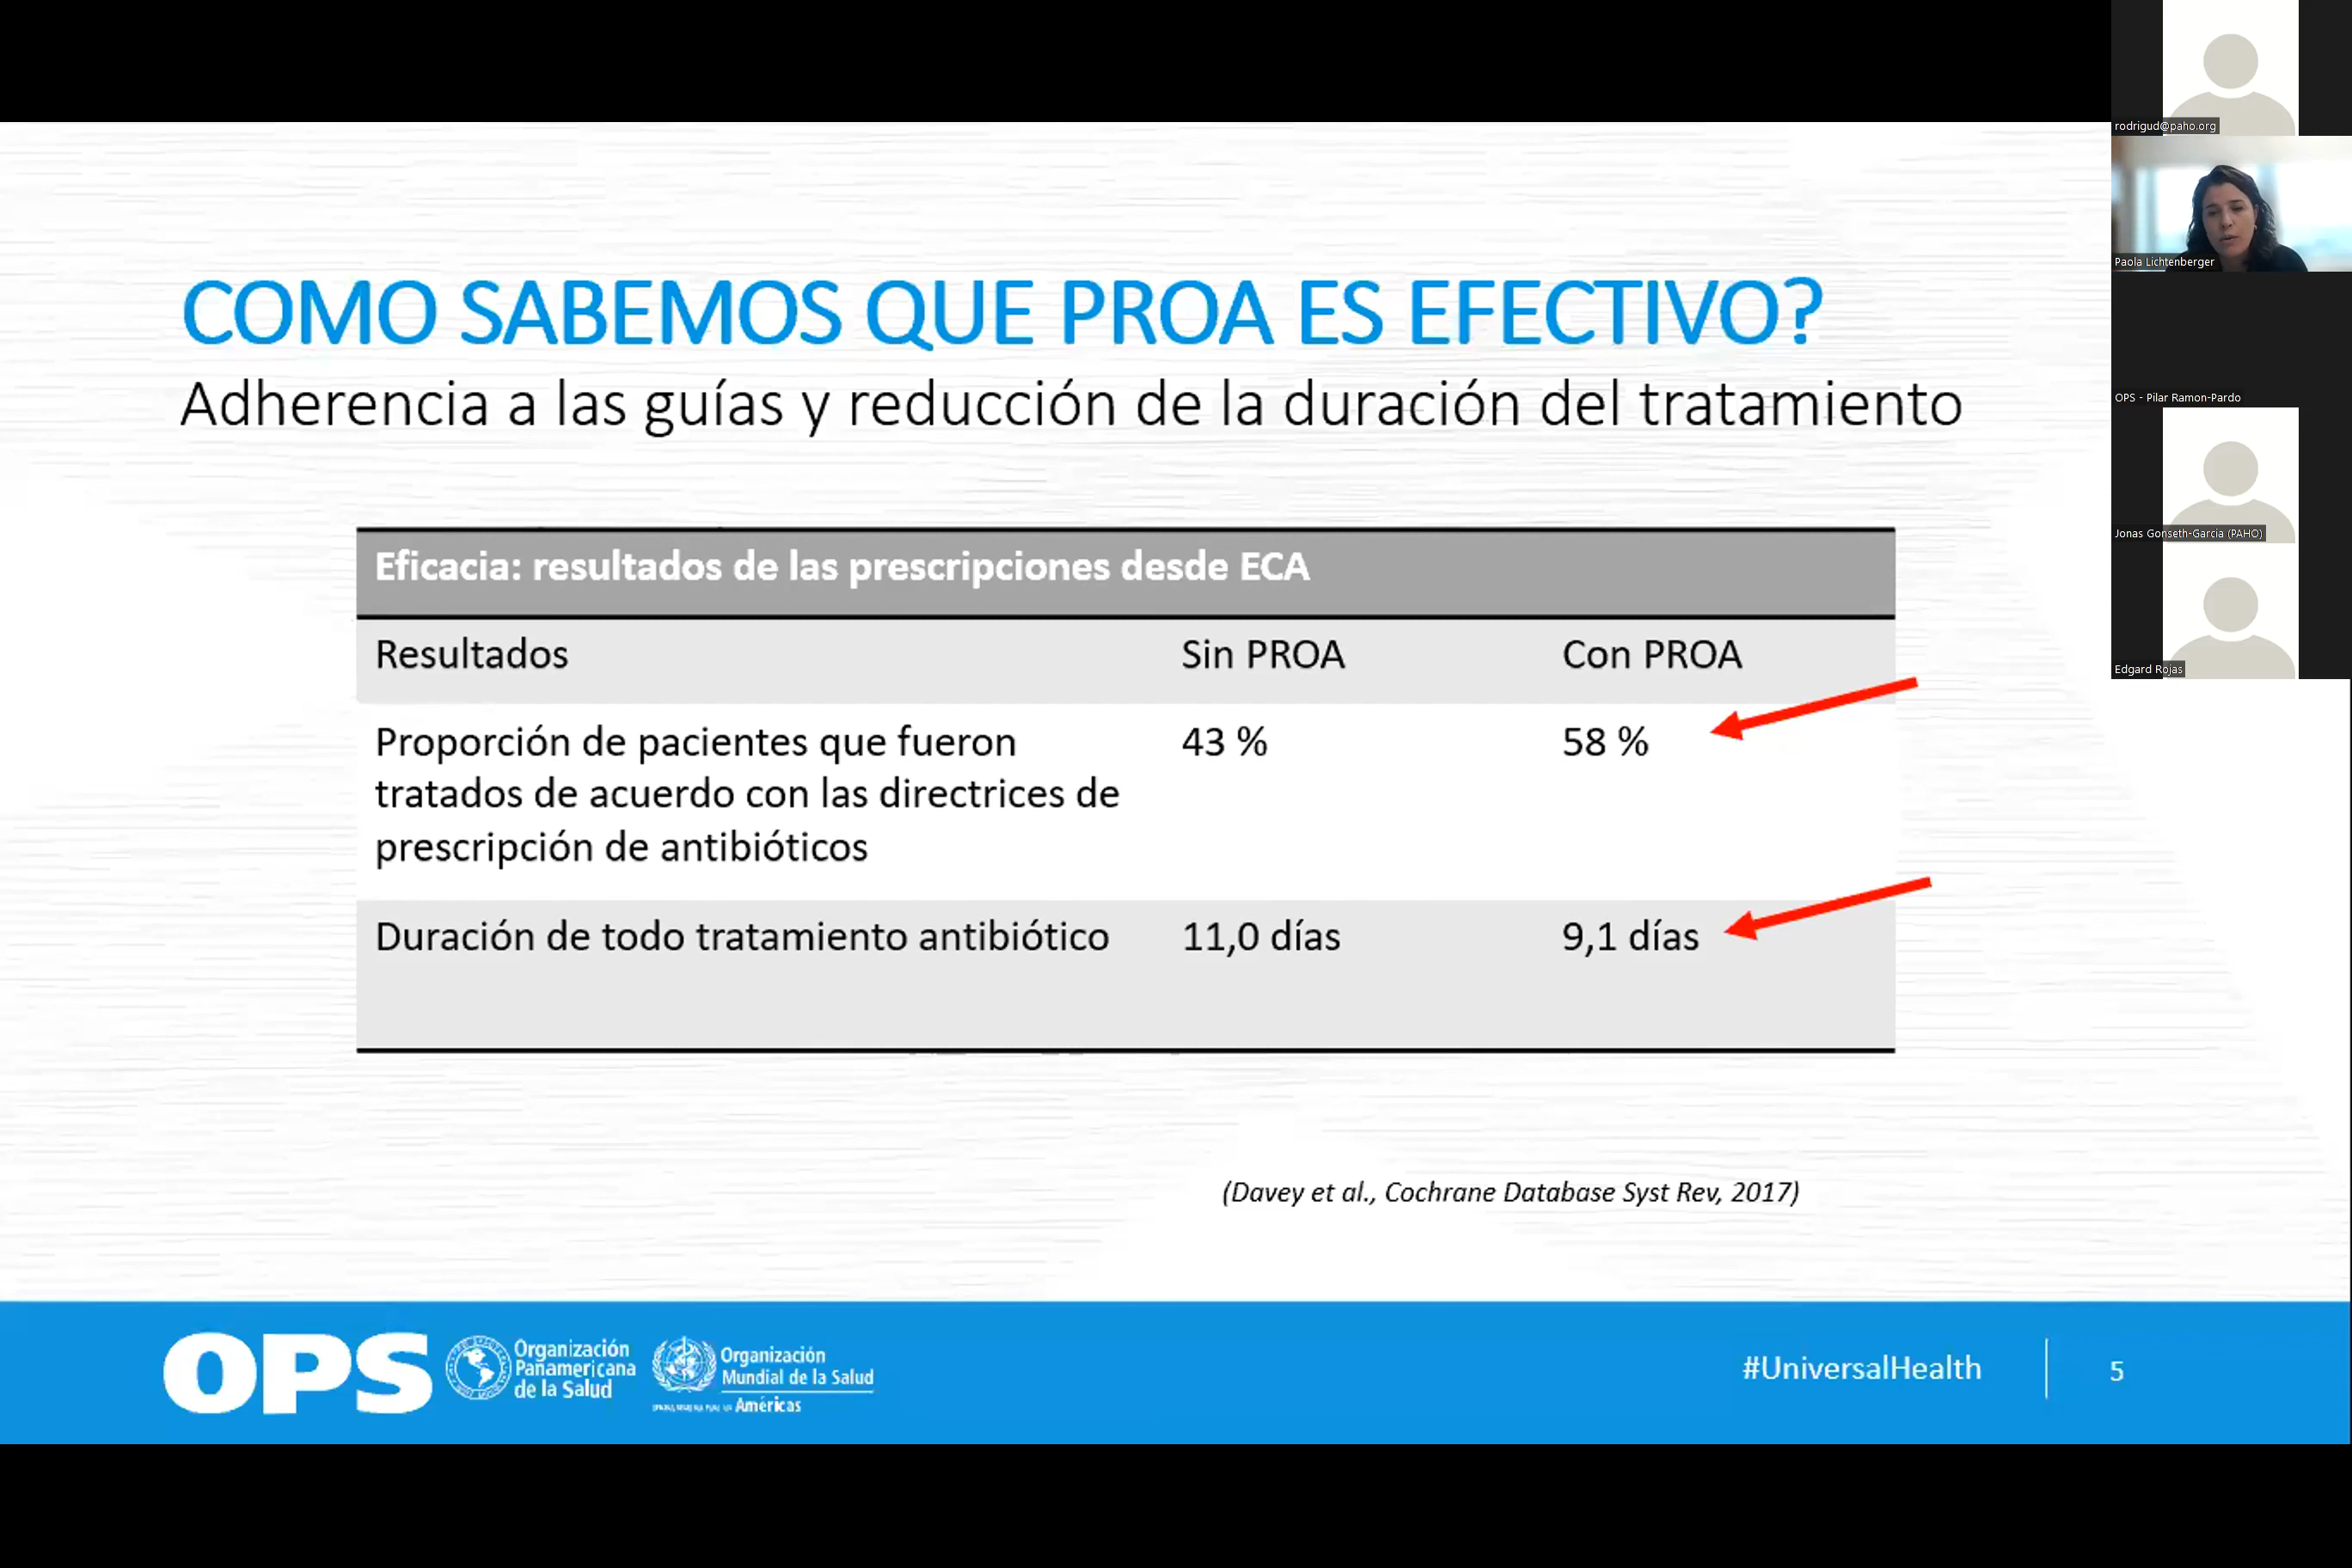 COMO SABEMOS QUE PROA ES EFECTIVO?
Adherencia a las guías y reducción de la duración del tratamiento
Eficacia: resultados de las prescripciones desde ECA
Resultados Sin PROA Con PROA
Proporción de pacientes que fueron 43 % 58 %
tratados de acuerdo con las directrices de
prescripción de antibióticos
Duración de todo tratamiento antibiótico 11,0 días 9,1 días
(Davey et al., Cochrane Database Syst Rev, 2017)
OPS
Organización
Panamericana
de la Salud
Organización
Mundial de la Salud
Américas
#UniversalHealth
5
rodrigud@paho.org
Paola Lichtenberger
OPS - Pilar Ramon-Pardo
Jonas Gonseth-Garcia (PAHO)
Edgard Rojas